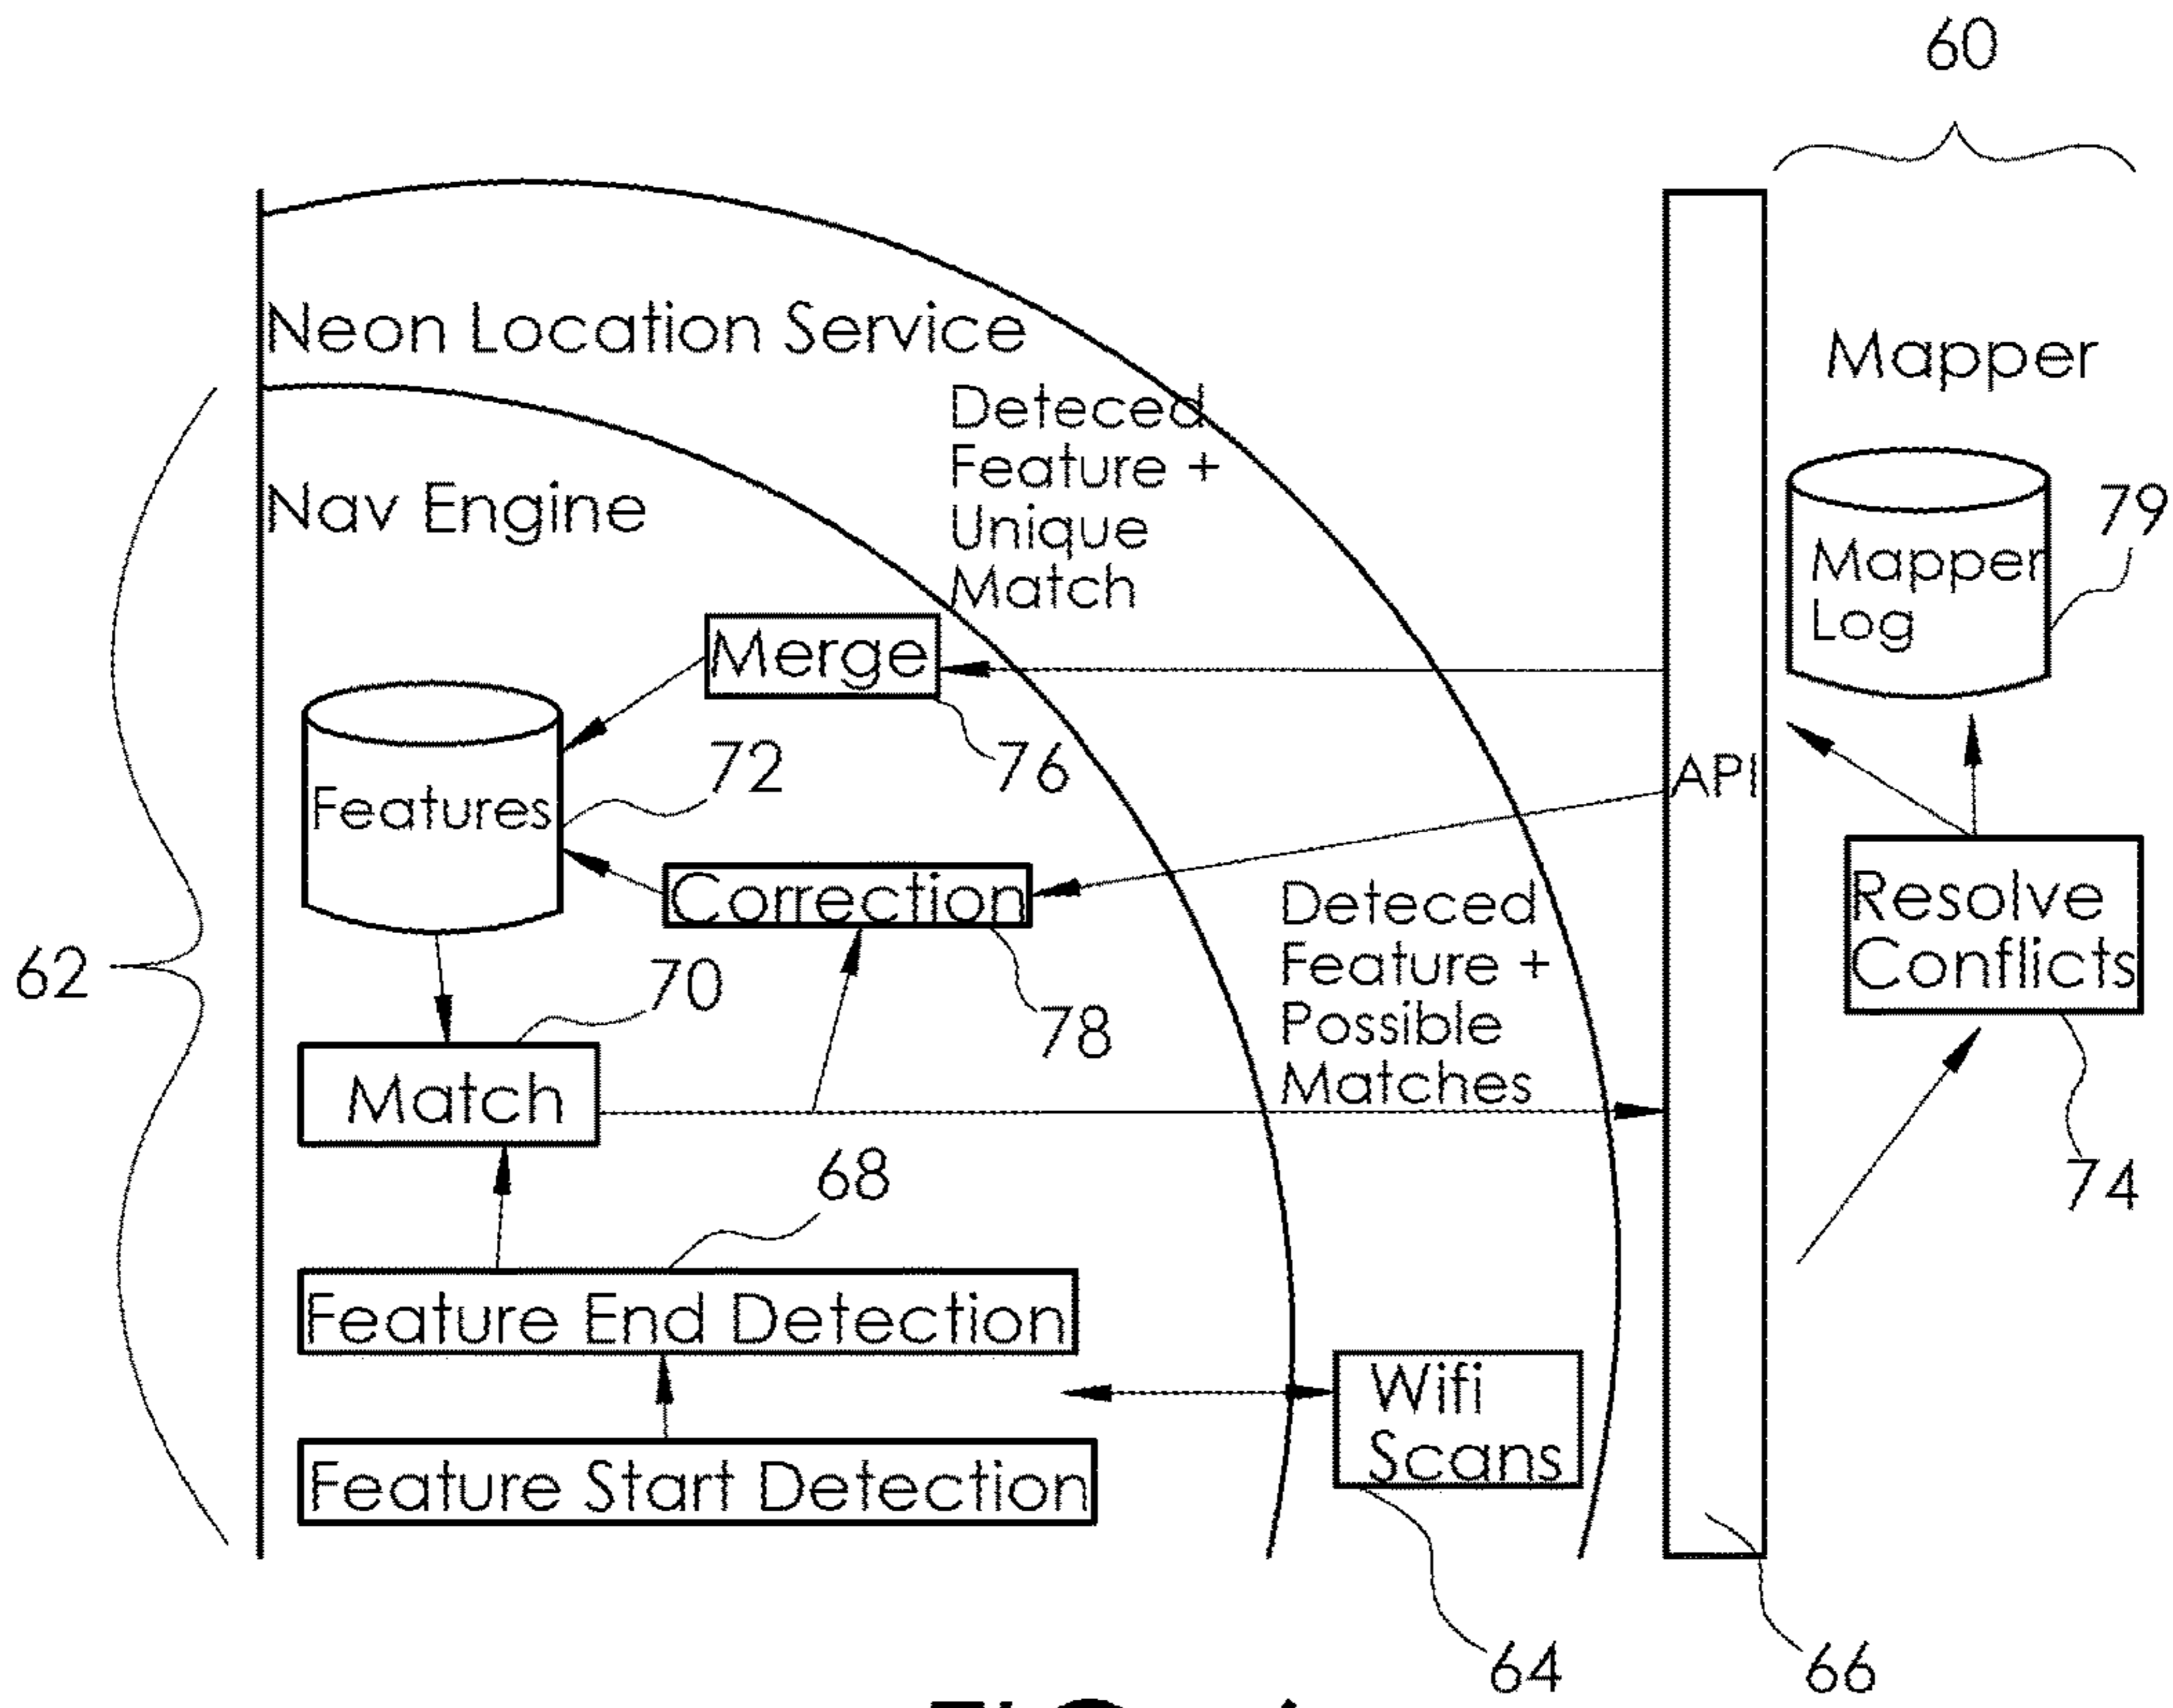 60
Neon Location Service
Mapper
Deteced
Feature +
Unique
Match
Nav Engine
79
Mapper
Log
Merge
76
72
Features
API
Correction
Resolve
Conflicts
Deteced
Feature +
Possible
Matches
62
70
78
Match
68
74
Feature End Detection
Wifi
Scans
Feature Start Detection
64
66